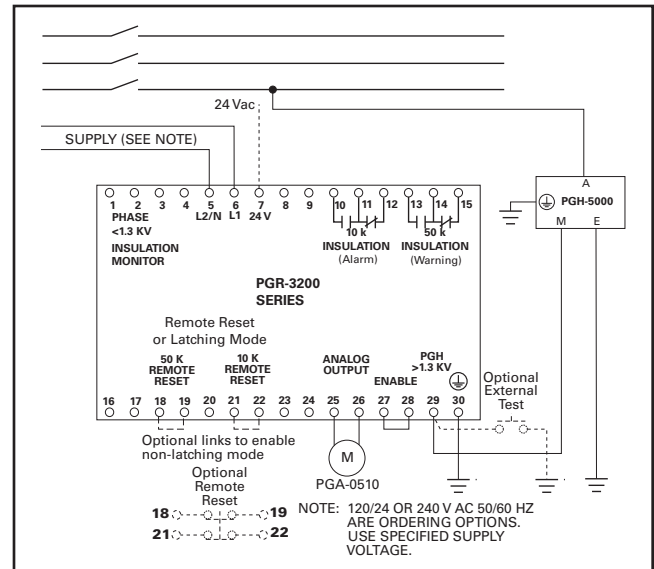 24 Vac
SUPPLY (SEE NOTE)
A
PGH-5000
M E
1 2 3 4 5 6 7 8 9 10 11 12 13 14 15
PHASE L2/N L1 24 V
<1.3 KV
10 k 50 k
INSULATION MONITOR
INSULATION (Alarm)
INSULATION (Warning)
PGR-3200
SERIES
Remote Reset
or Latching Mode
50 K REMOTE RESET
10 K REMOTE RESET
ANALOG OUTPUT
ENABLE
PGH >1.3 KV
16 17 18 19 20 21 22 23 24 25 26 27 28 29 30
Optional
External
Test
Optional links to enable
non-latching mode
M
PGA-0510
Optional
Remote
Reset
18 19
21 22
NOTE: 120/24 OR 240 V AC 50/60 HZ
ARE ORDERING OPTIONS.
USE SPECIFIED SUPPLY
VOLTAGE.